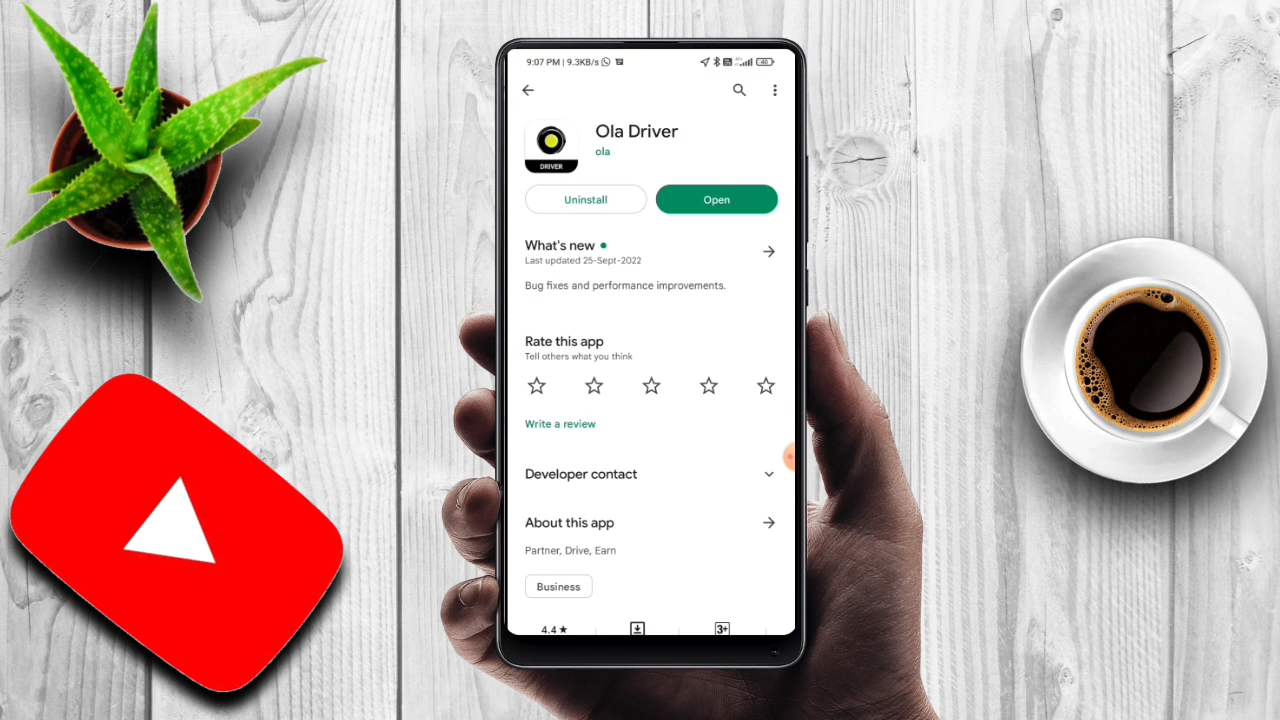 9:07 PM | 9.3KB/s
40
Ola Driver
ola
DRIVER
Uninstall
Open
What's new
Last updated 25-Sept-2022
Bug fixes and performance improvements.
Rate this app
Tell others what you think
Write a review
Developer contact
About this app
Partner, Drive, Earn
Business
4.4★
3+